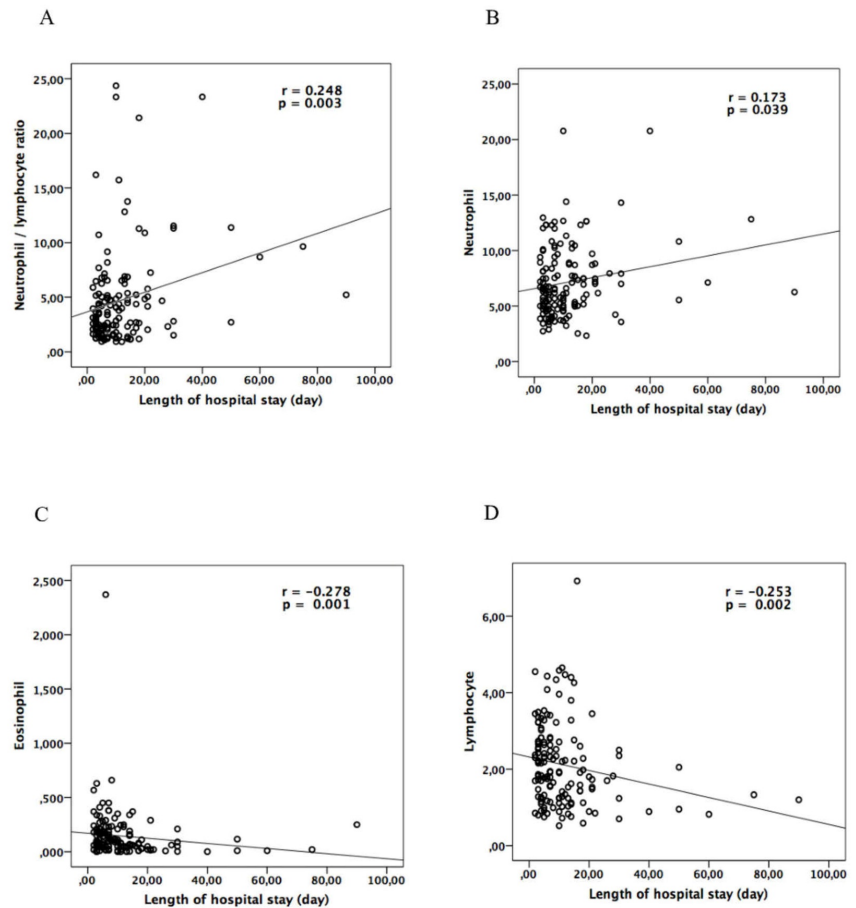 A
r = 0.248
p = 0.003
Neutrophil / lymphocyte ratio
25,00
20,00
15,00
10,00
5,00
,00
,00 20,00 40,00 60,00 80,00 100,00
Length of hospital stay (day)
B
r = 0.173
p = 0.039
Neutrophil
25,00
20,00
15,00
10,00
5,00
,00
,00 20,00 40,00 60,00 80,00 100,00
Length of hospital stay (day)
C
r = -0.278
p = 0.001
Eosinophil
2,500
2,000
1,500
1,000
,500
,000
,00 20,00 40,00 60,00 80,00 100,00
Length of hospital stay (day)
D
r = -0.253
p = 0.002
Lymphocyte
6,00
4,00
2,00
,00
,00 20,00 40,00 60,00 80,00 100,00
Length of hospital stay (day)